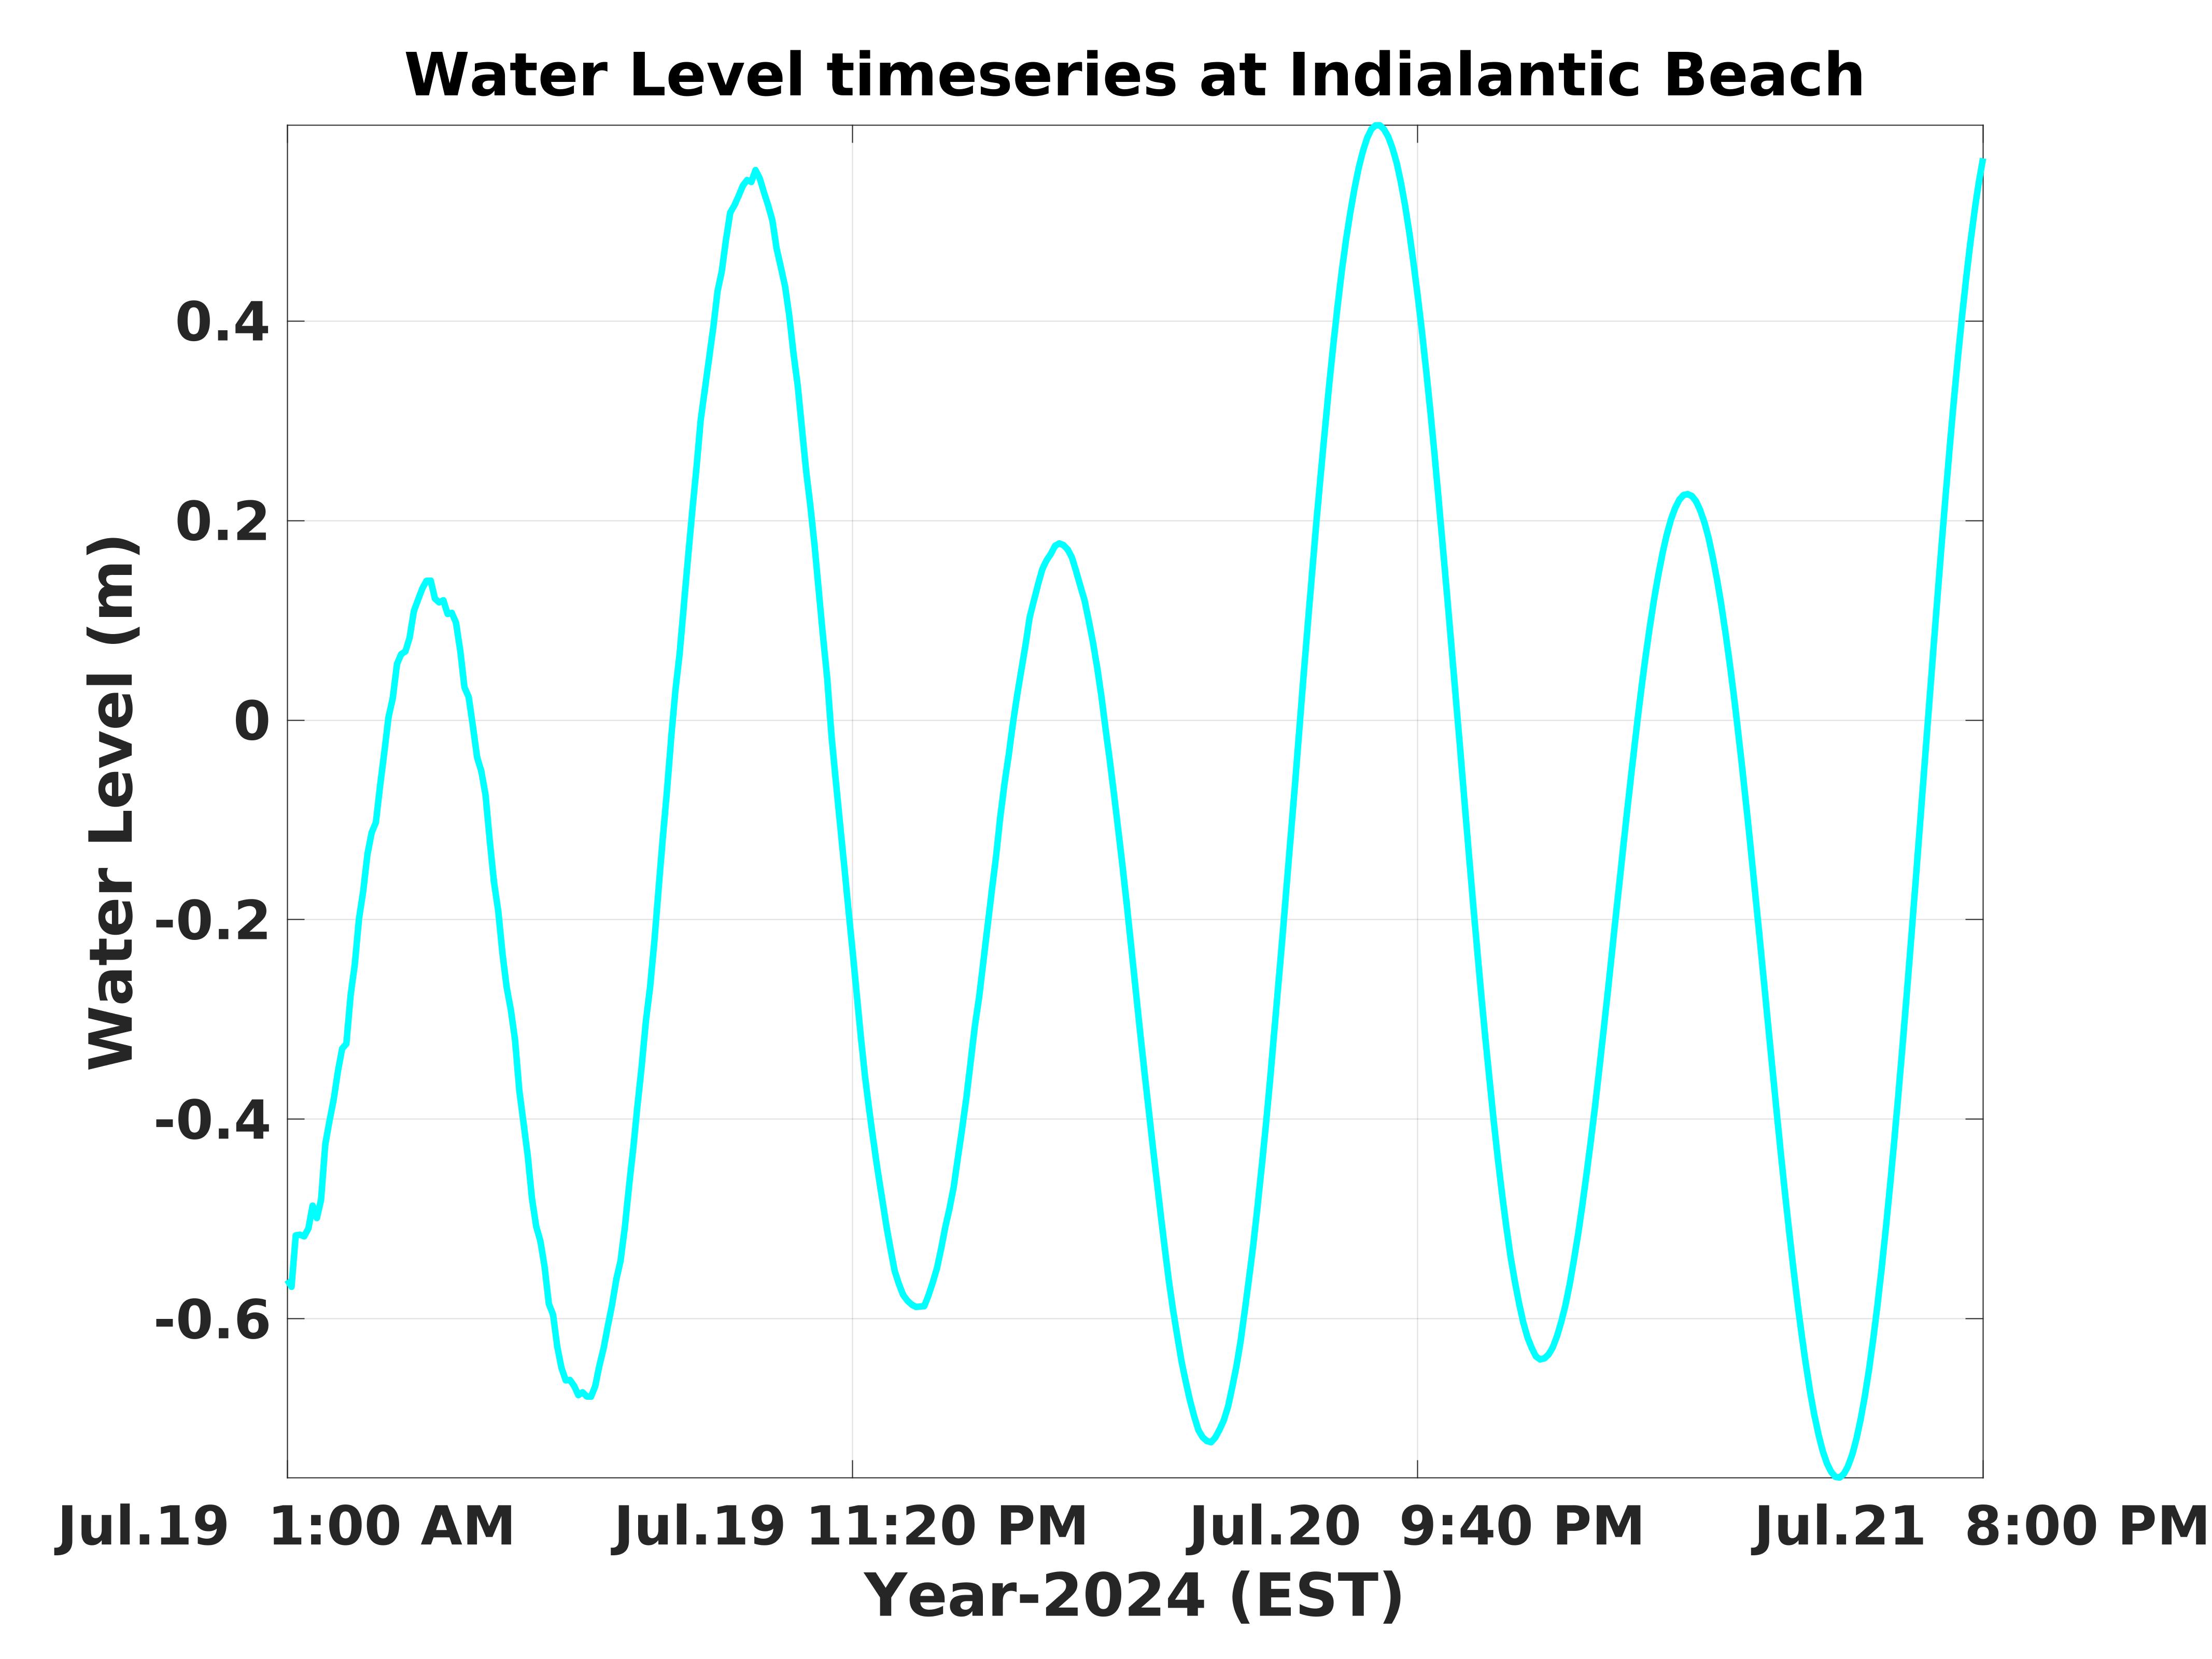 Water Level timeseries at Indialantic Beach
Water Level (m)
0.4
0.2
0
-0.2
-0.4
-0.6
Jul.19 1:00 AM
Jul.19 11:20 PM
Jul.20 9:40 PM
Jul.21 8:00 PM
Year-2024 (EST)